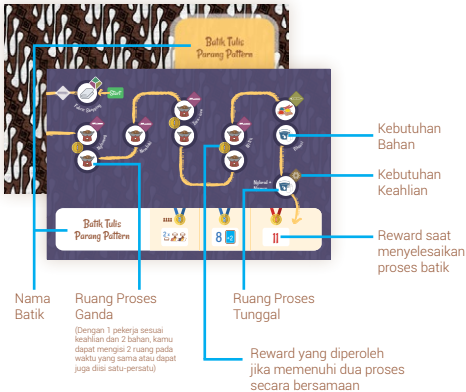 Batik Tulis
Parang Pattern
Start
Batik Tulis
Parang Pattern
2
8
+2
11
Kebutuhan
Bahan
Kebutuhan
Keahlian
Reward saat
menyelesaikan
proses batik
Nama
Batik
Ruang Proses
Ganda
(Dengan 1 pekerja sesuai
keahlian dan 2 bahan, kamu
dapat mengisi 2 ruang pada
waktu yang sama atau dapat
juga diisi satu-persatu)
Ruang Proses
Tunggal
Reward yang diperoleh
jika memenuhi dua proses
secara bersamaan